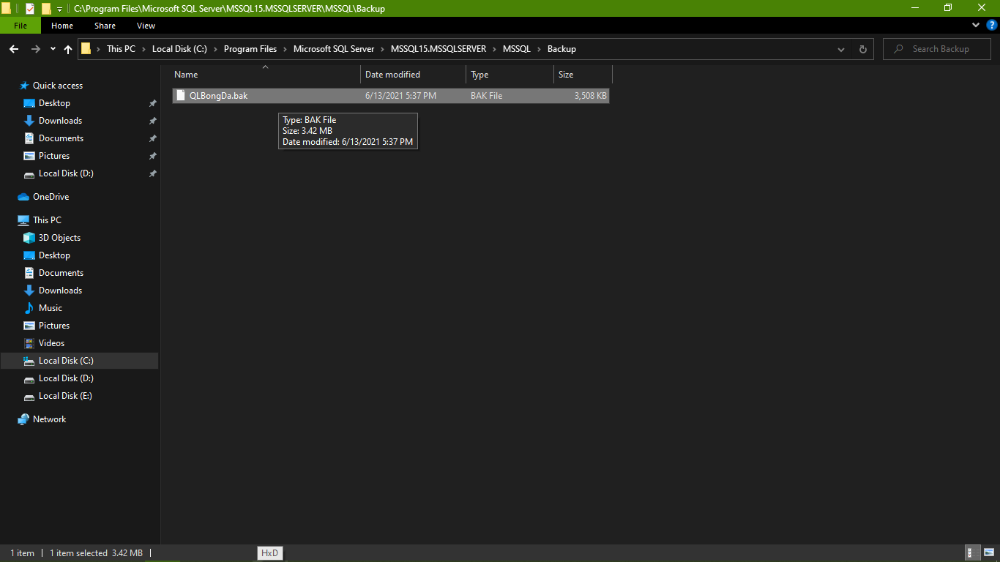 C:\Program Files\Microsoft SQL Server\MSSQL15.MSSQLSERVER\MSSQL\Backup
File Home Share View
?
This PC > Local Disk (C:) > Program Files > Microsoft SQL Server > MSSQL15.MSSQLSERVER > MSSQL > Backup
Search Backup
Name Date modified Type Size
QLBongDa.bak 6/13/2021 5:37 PM BAK File 3,508 KB
Type: BAK File
Size: 3.42 MB
Date modified: 6/13/2021 5:37 PM
Quick access
Desktop
Downloads
Documents
Pictures
Local Disk (D:)
OneDrive
This PC
3D Objects
Desktop
Documents
Downloads
Music
Pictures
Videos
Local Disk (C:)
Local Disk (D:)
Local Disk (E:)
Network
1 item 1 item selected 3.42 MB
HxD